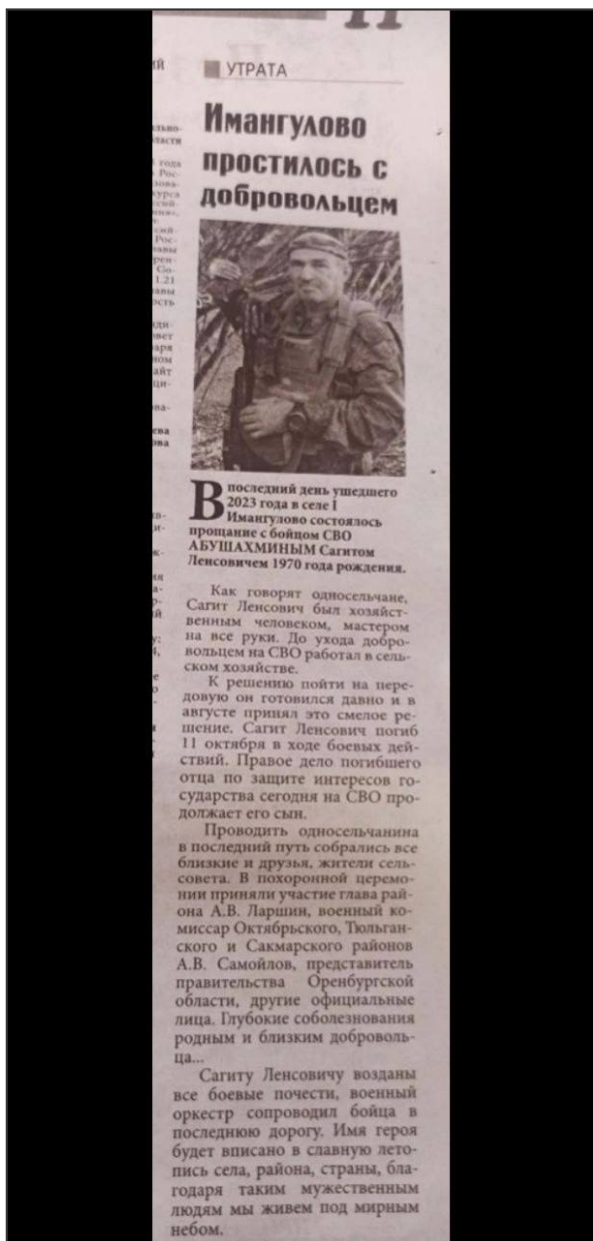 УТРАТА
Имангулово
простилось с
добровольцем
В последний день ушедшего
2023 года в селе I
Имангулово состоялось
прощание с бойцом СВО
АБУШАХМИНЫМ Сагитом
Ленсовичем 1970 года рождения.
Как говорят односельчане,
Сагит Ленсович был хозяйст-
венным человеком, мастером
на все руки. До ухода добро-
вольцем на СВО работал в сель-
ском хозяйстве.
К решению пойти на пере-
довую он готовился давно и в
августе принял это смелое ре-
шение. Сагит Ленсович погиб
11 октября в ходе боевых дей-
ствий. Правое дело погибшего
отца по защите интересов го-
сударства сегодня на СВО про-
должает его сын.
Проводить односельчанина
в последний путь собрались все
близкие и друзья, жители сель-
совета. В похоронной церемо-
нии приняли участие глава рай-
она А.В. Ларшин, военный ко-
миссар Октябрьского, Тюльган-
ского и Сакмарского районов
А.В. Самойлов, представитель
правительства Оренбургской
области, другие официальные
лица. Глубокие соболезнования
родным и близким доброволь-
ца...
Сагиту Ленсовичу возданы
все боевые почести, военный
оркестр сопроводил бойца в
последнюю дорогу. Имя героя
будет вписано в славную лето-
пись села, района, страны, бла-
годаря таким мужественным
людям мы живем под мирным
небом.